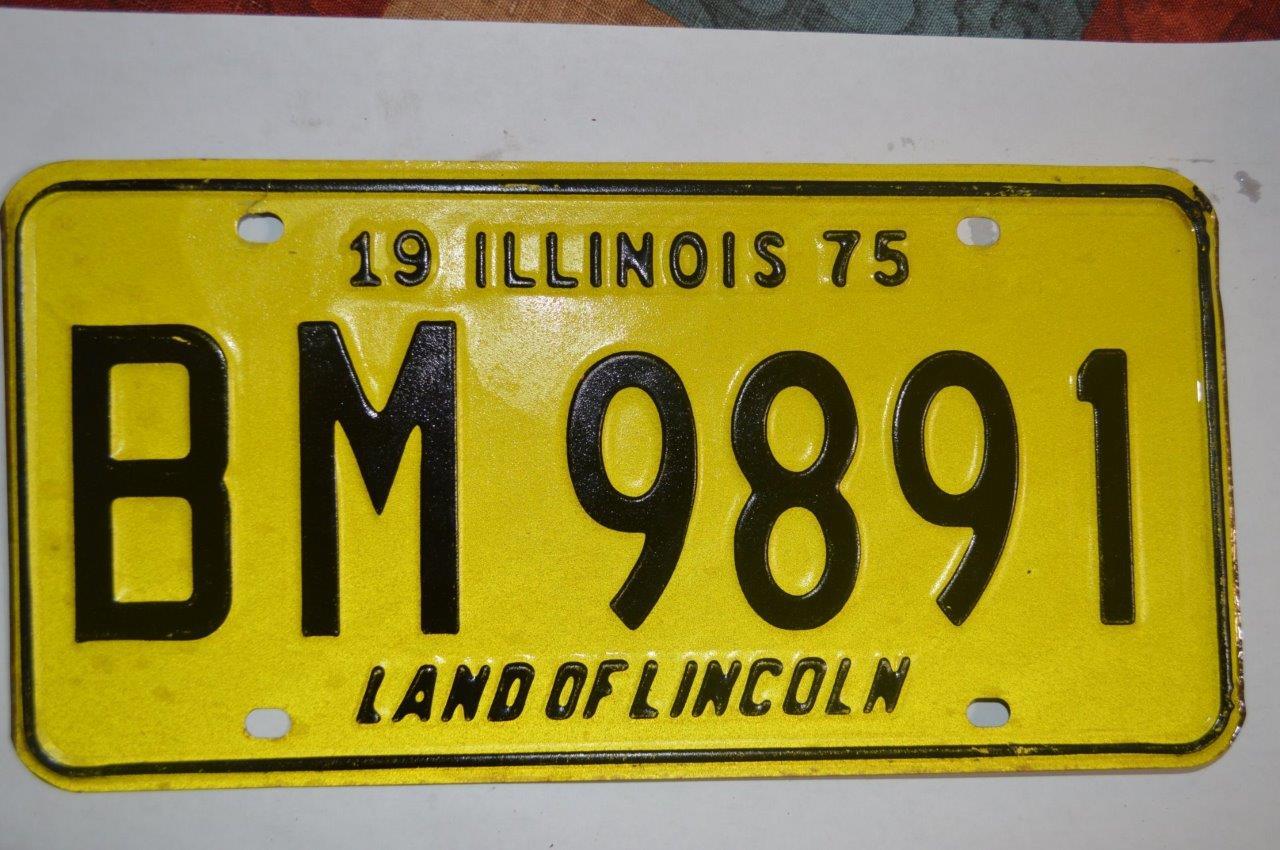 19 ILLINOIS 75
BM 9891
LAND OF LINCOLN